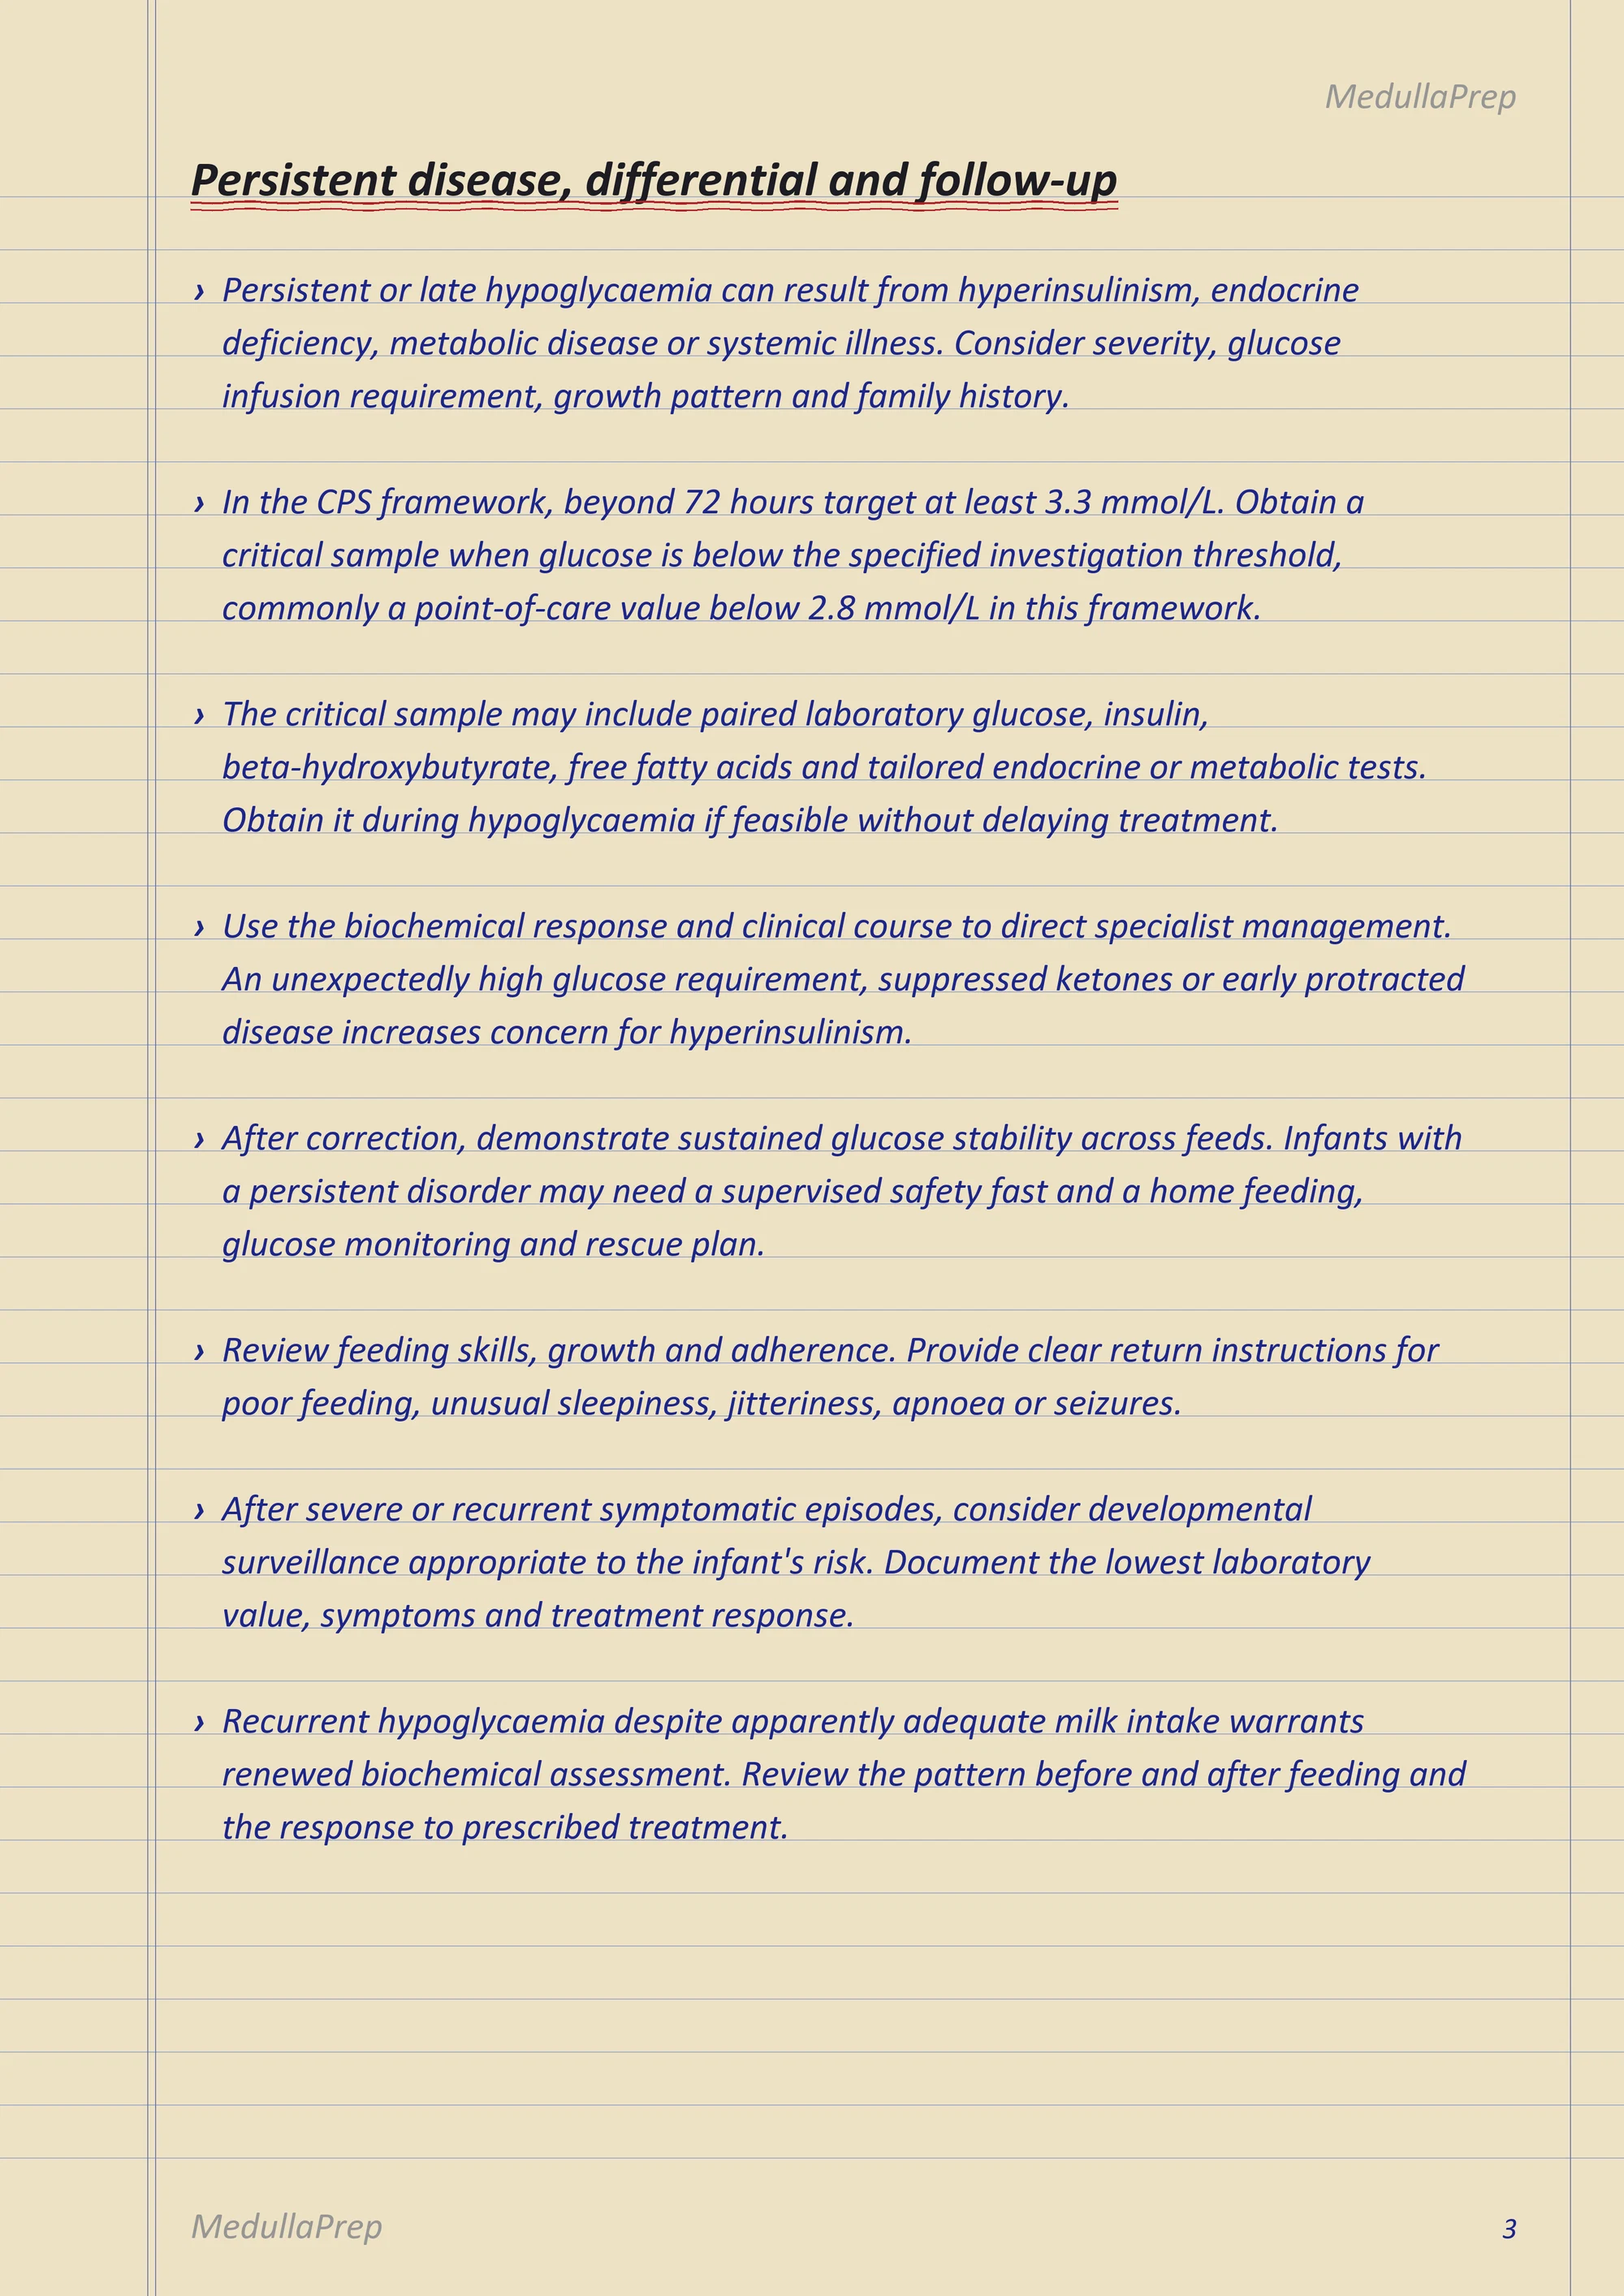 MedullaPrep
Persistent disease, differential and follow-up
› Persistent or late hypoglycaemia can result from hyperinsulinism, endocrine
deficiency, metabolic disease or systemic illness. Consider severity, glucose
infusion requirement, growth pattern and family history.
› In the CPS framework, beyond 72 hours target at least 3.3 mmol/L. Obtain a
critical sample when glucose is below the specified investigation threshold,
commonly a point-of-care value below 2.8 mmol/L in this framework.
› The critical sample may include paired laboratory glucose, insulin,
beta-hydroxybutyrate, free fatty acids and tailored endocrine or metabolic tests.
Obtain it during hypoglycaemia if feasible without delaying treatment.
› Use the biochemical response and clinical course to direct specialist management.
An unexpectedly high glucose requirement, suppressed ketones or early protracted
disease increases concern for hyperinsulinism.
› After correction, demonstrate sustained glucose stability across feeds. Infants with
a persistent disorder may need a supervised safety fast and a home feeding,
glucose monitoring and rescue plan.
› Review feeding skills, growth and adherence. Provide clear return instructions for
poor feeding, unusual sleepiness, jitteriness, apnoea or seizures.
› After severe or recurrent symptomatic episodes, consider developmental
surveillance appropriate to the infant's risk. Document the lowest laboratory
value, symptoms and treatment response.
› Recurrent hypoglycaemia despite apparently adequate milk intake warrants
renewed biochemical assessment. Review the pattern before and after feeding and
the response to prescribed treatment.
MedullaPrep
3